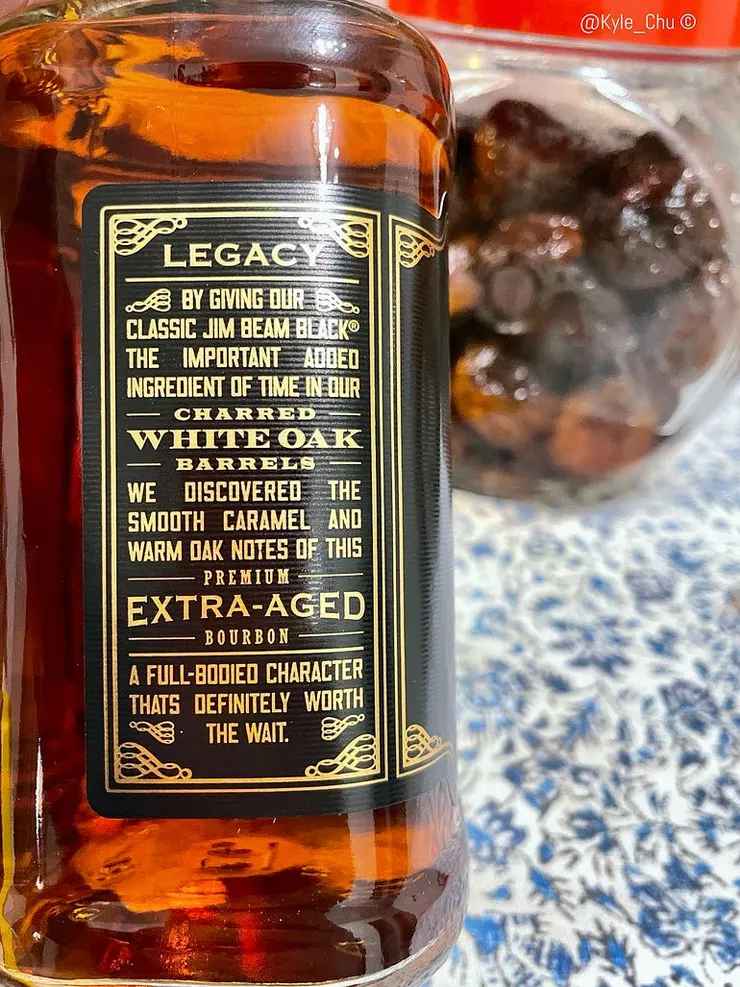 @Kyle_Chu ©
LEGACY
BY GIVING OUR
CLASSIC JIM BEAM BLACK®
THE IMPORTANT ADDED
INGREDIENT OF TIME IN OUR
CHARRED
WHITE OAK
BARRELS
WE DISCOVERED THE
SMOOTH CARAMEL AND
WARM OAK NOTES OF THIS
PREMIUM
EXTRA-AGED
BOURBON
A FULL-BODIED CHARACTER
THATS DEFINITELY WORTH
THE WAIT.